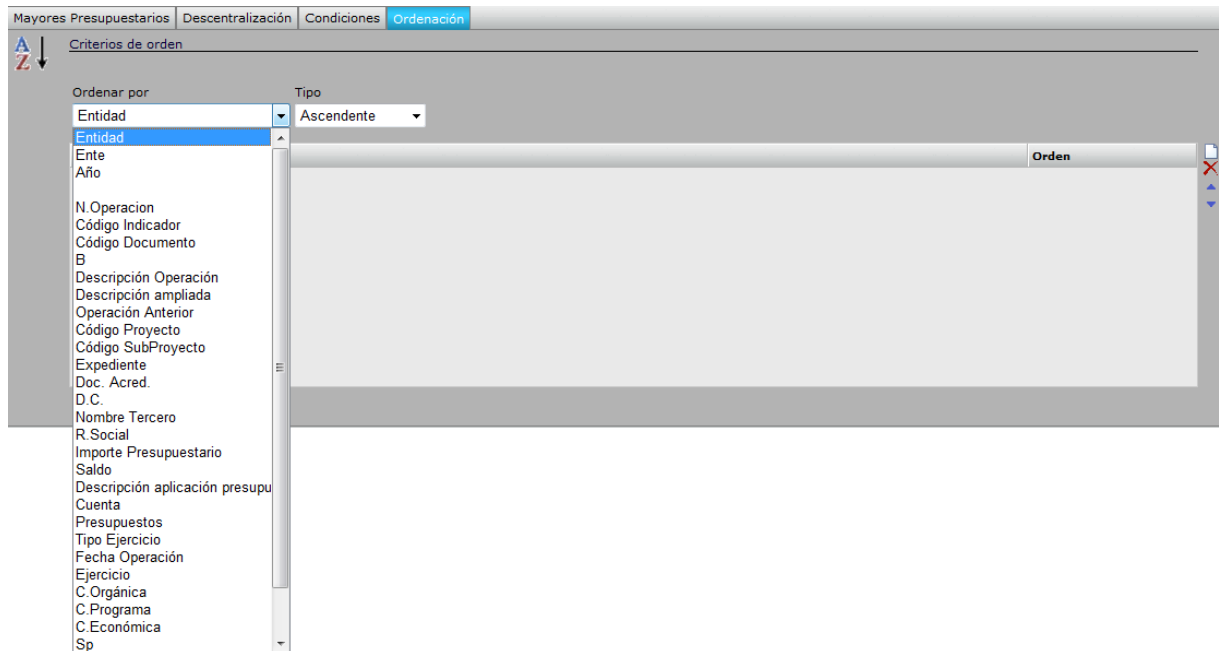 Mayores Presupuestarios Descentralización Condiciones Ordenación
A
Z
Criterios de orden
Ordenar por Tipo
Entidad Ascendente
Entidad
Ente
Orden
Año
N.Operacion
Código Indicador
Código Documento
B
Descripción Operación
Descripción ampliada
Operación Anterior
Código Proyecto
Código SubProyecto
Expediente
Doc. Acred.
D.C.
Nombre Tercero
R.Social
Importe Presupuestario
Saldo
Descripción aplicación presupu
Cuenta
Presupuestos
Tipo Ejercicio
Fecha Operación
Ejercicio
C.Orgánica
C.Programa
C.Económica
Sp